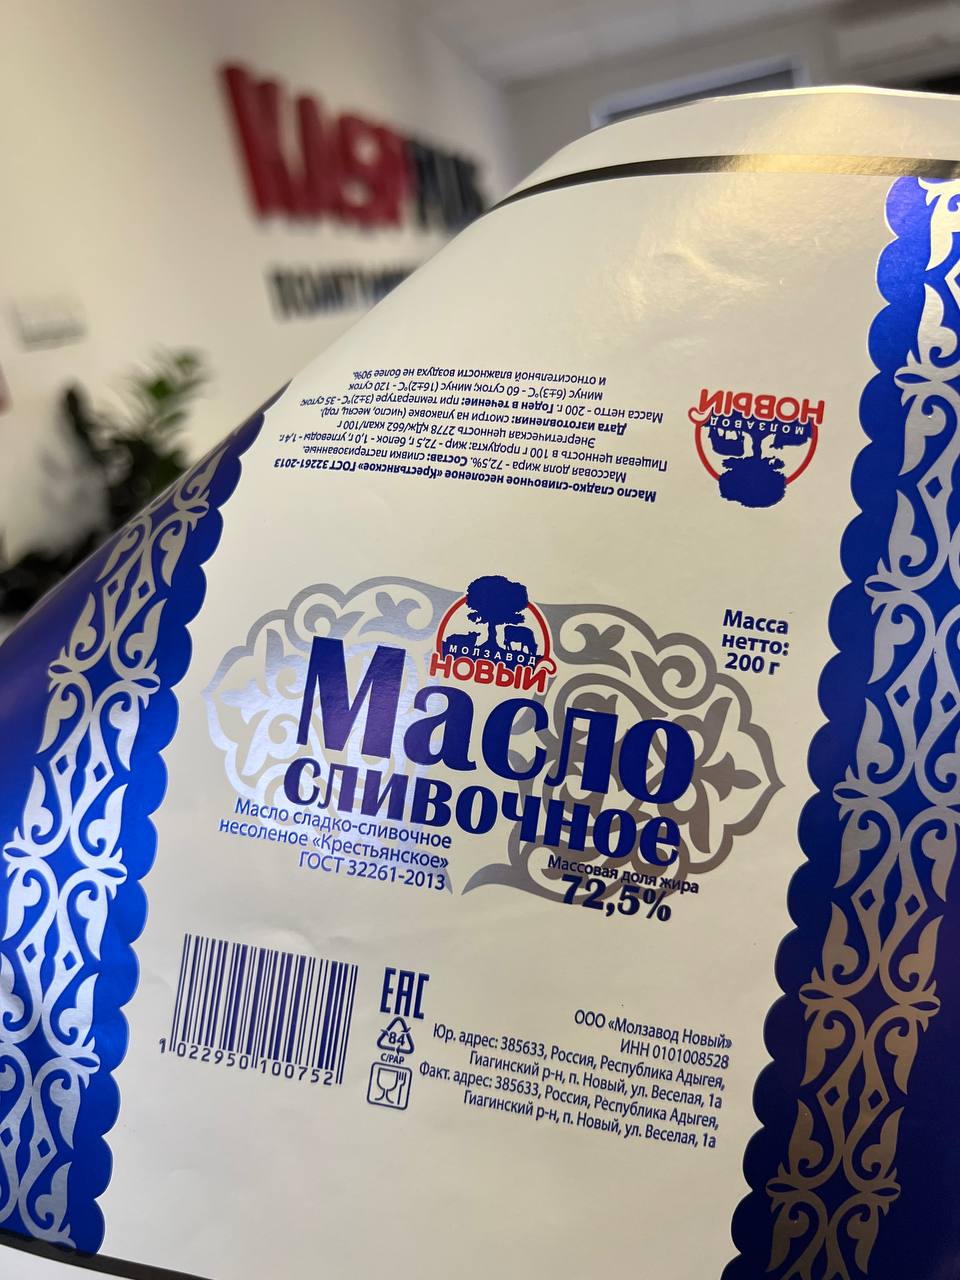 МОЛЗАВОД
НОВЫЙ
Масло сладко-сливочное несоленое «Крестьянское» ГОСТ 32261-2013
Массовая доля жира - 72,5%. Состав: сливки пастеризованные.
Пищевая ценность в 100 г продукта: жир - 72,5 г, белок - 1,0 г, углеводы - 1,4 г.
Энергетическая ценность 2778 кДж/662 ккал/100 г
Дата изготовления: смотри на упаковке (число, месяц, год).
Масса нетто - 200 г. Годен в течение: при температуре (3±2)°С - 35 суток;
минус (6±3)°С - 60 суток; минус (16±2)°С - 120 суток
и относительной влажности воздуха не более 90%.
МОЛЗАВОД
НОВЫЙ
Масса
нетто:
200 г
Масло
сливочное
Масло сладко-сливочное
несоленое «Крестьянское»
ГОСТ 32261-2013
Массовая доля жира
72,5%
1 022950 100752
ЕАС
84
C/PAP
ООО «Молзавод Новый»
ИНН 0101008528
Юр. адрес: 385633, Россия, Республика Адыгея,
Гиагинский р-н, п. Новый, ул. Веселая, 1а
Факт. адрес: 385633, Россия, Республика Адыгея,
Гиагинский р-н, п. Новый, ул. Веселая, 1а